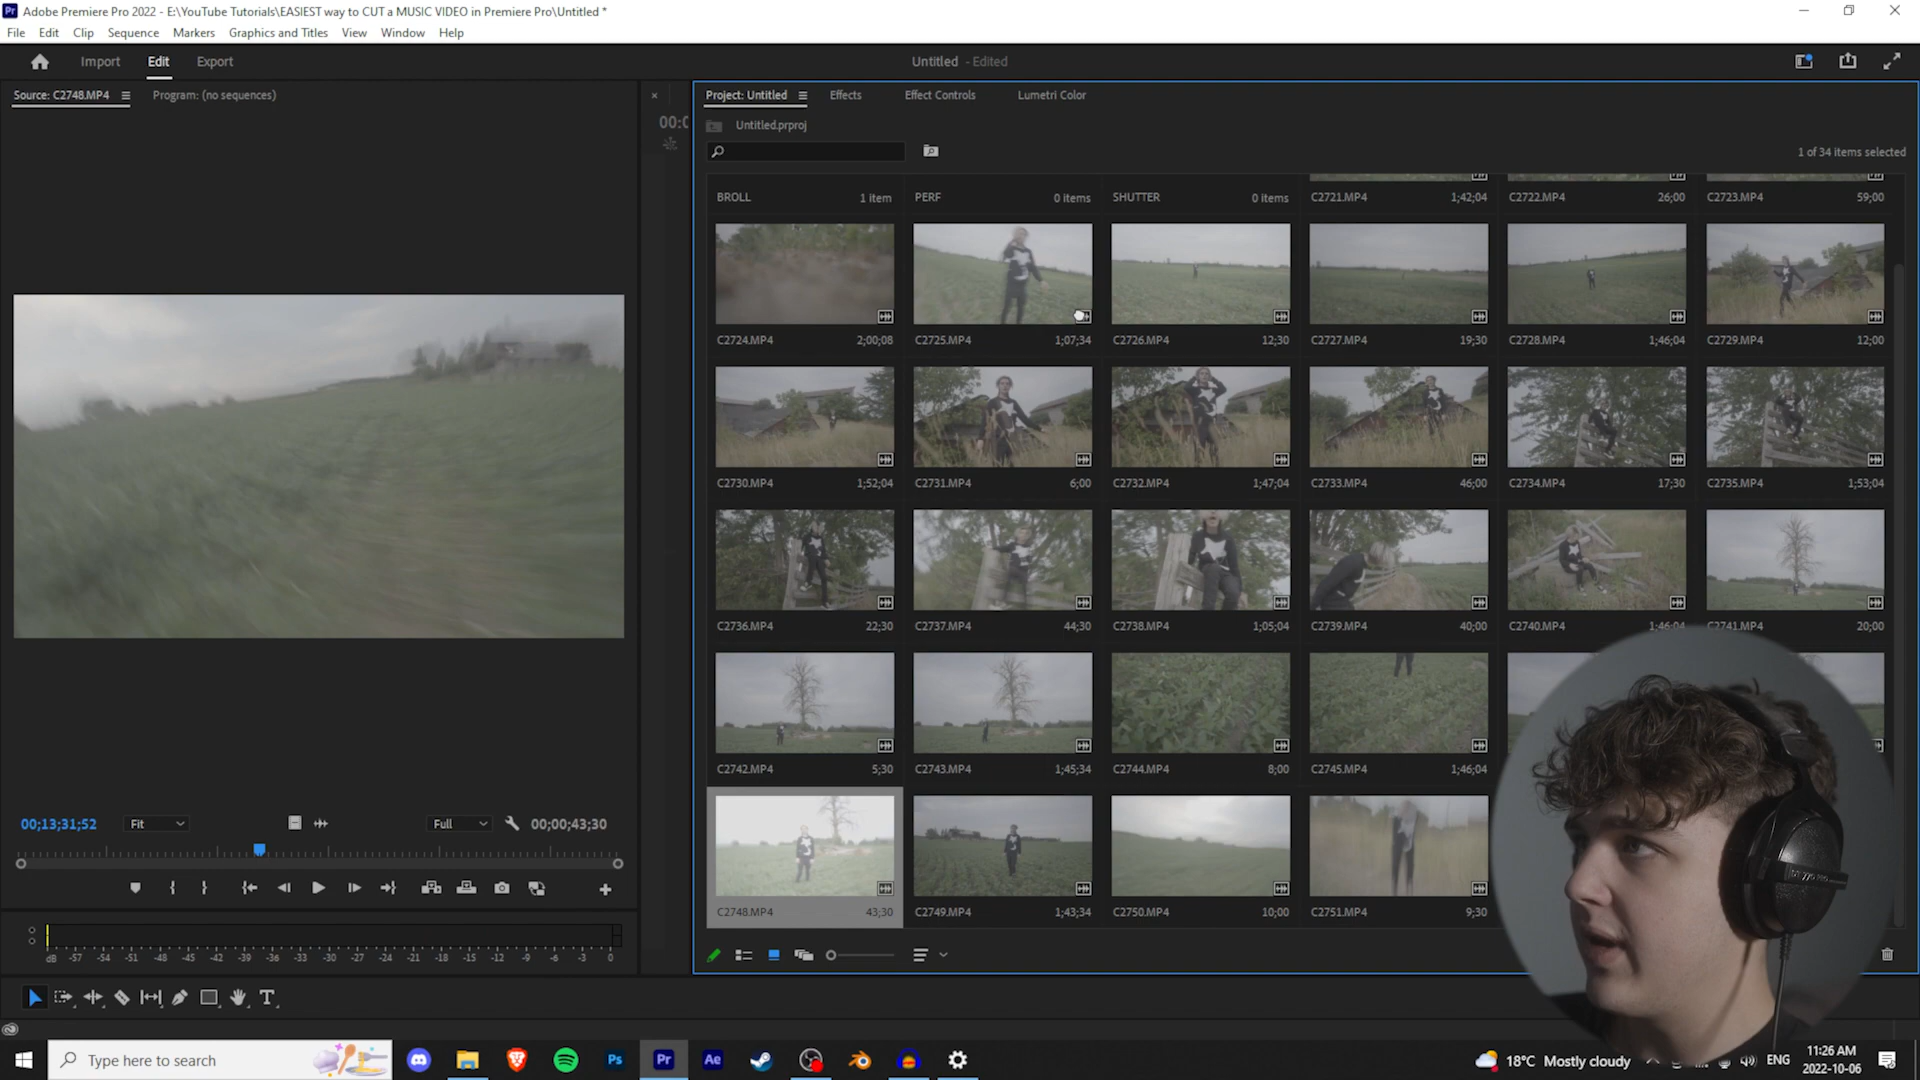 Adobe Premiere Pro 2022 - E:\YouTube Tutorials\EASIEST way to CUT a MUSIC VIDEO in Premiere Pro\Untitled *
File Edit Clip Sequence Markers Graphics and Titles View Window Help
Import Edit Export
Untitled - Edited
Source: C2748.MP4 Program: (no sequences)
Project: Untitled Effects Effect Controls Lumetri Color
Untitled.prproj
1 of 34 items selected
BROLL 1 item PERF 0 items SHUTTER 0 items C2721.MP4 1;42;04 C2722.MP4 26;00 C2723.MP4 59;00
C2724.MP4 2;00;08 C2725.MP4 1;07;34 C2726.MP4 12;30 C2727.MP4 19;30 C2728.MP4 1;46;04 C2729.MP4 12;00
C2730.MP4 1;52;04 C2731.MP4 6;00 C2732.MP4 1;47;04 C2733.MP4 46;00 C2734.MP4 17;30 C2735.MP4 1;53;04
C2736.MP4 22;30 C2737.MP4 44;30 C2738.MP4 1;05;04 C2739.MP4 40;00 C2740.MP4 1;46;04 C2741.MP4 20;00
C2742.MP4 5;30 C2743.MP4 1;45;34 C2744.MP4 8;00 C2745.MP4 1;46;04
C2748.MP4 43;30 C2749.MP4 1;43;34 C2750.MP4 10;00 C2751.MP4 9;30
00;13;31;52 Fit Full 00;00;43;30
dB -57 -54 -51 -48 -45 -42 -39 -36 -33 -30 -27 -24 -21 -18 -15 -12 -9 -6 -3 0
Type here to search
Ps Pr Ae
18°C Mostly cloudy
ENG
11:26 AM
2022-10-06